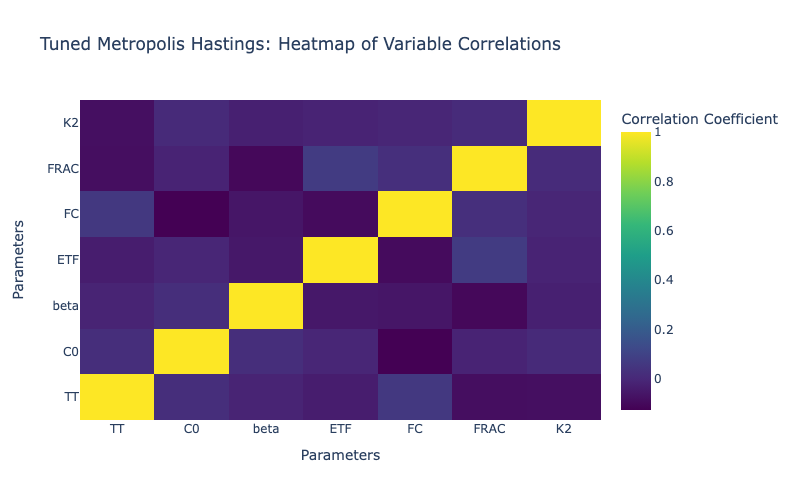 Tuned Metropolis Hastings: Heatmap of Variable Correlations
Correlation Coefficient
1
0.8
0.6
0.4
0.2
0
Parameters
K2
FRAC
FC
ETF
beta
C0
TT
TT C0 beta ETF FC FRAC K2
Parameters